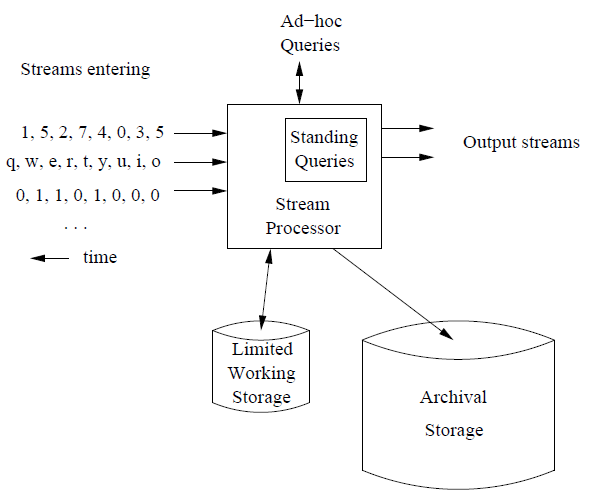 Ad−hoc
Queries
Streams entering
1, 5, 2, 7, 4, 0, 3, 5
q, w, e, r, t, y, u, i, o
0, 1, 1, 0, 1, 0, 0, 0
. . .
time
Standing
Queries
Stream
Processor
Output streams
Limited
Working
Storage
Archival
Storage